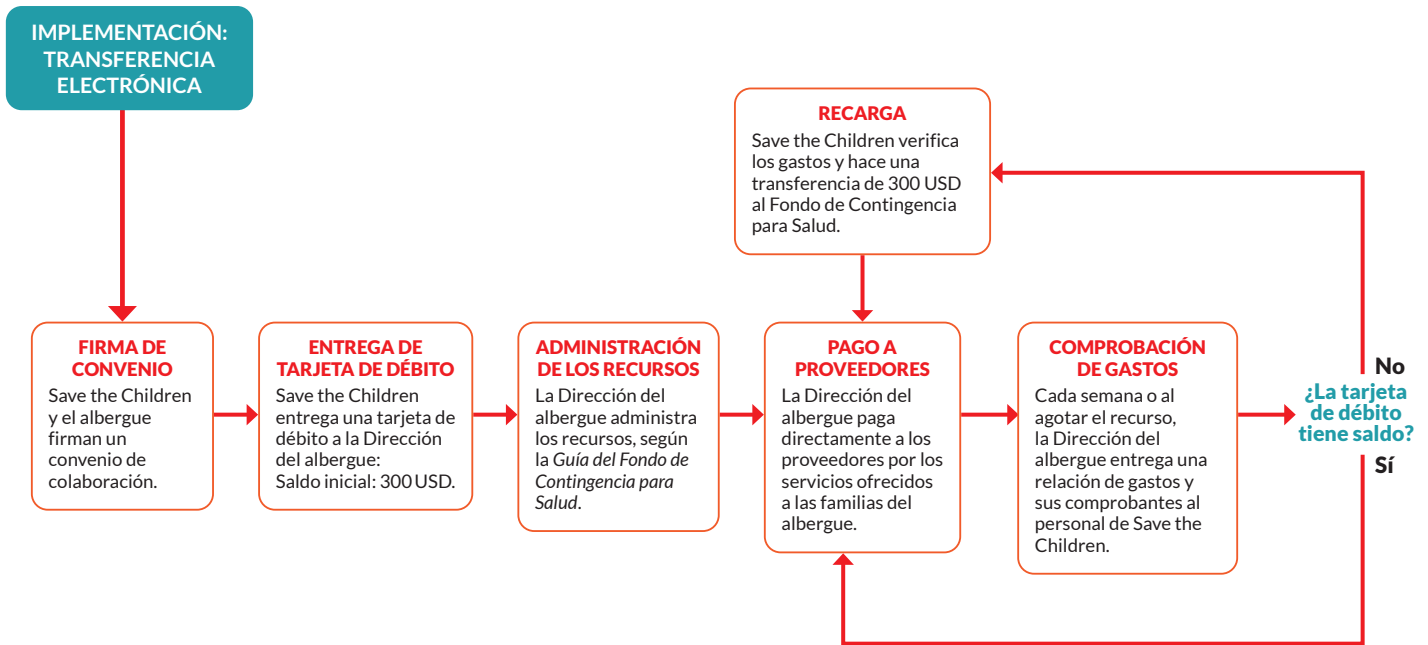 IMPLEMENTACIÓN:
TRANSFERENCIA
ELECTRÓNICA
RECARGA
Save the Children verifica
los gastos y hace una
transferencia de 300 USD
al Fondo de Contingencia
para Salud.
FIRMA DE
CONVENIO
Save the Children
y el albergue
firman un
convenio de
colaboración.
ENTREGA DE
TARJETA DE DÉBITO
Save the Children
entrega una tarjeta de
débito a la Dirección
del albergue:
Saldo inicial: 300 USD.
ADMINISTRACIÓN
DE LOS RECURSOS
La Dirección del
albergue administra
los recursos, según
la Guía del Fondo de
Contingencia para
Salud.
PAGO A
PROVEEDORES
La Dirección del
albergue paga
directamente a los
proveedores por los
servicios ofrecidos
a las familias del
albergue.
COMPROBACIÓN
DE GASTOS
Cada semana o al
agotar el recurso,
la Dirección del
albergue entrega una
relación de gastos y
sus comprobantes al
personal de Save the
Children.
No
¿La tarjeta
de débito
tiene saldo?
Sí